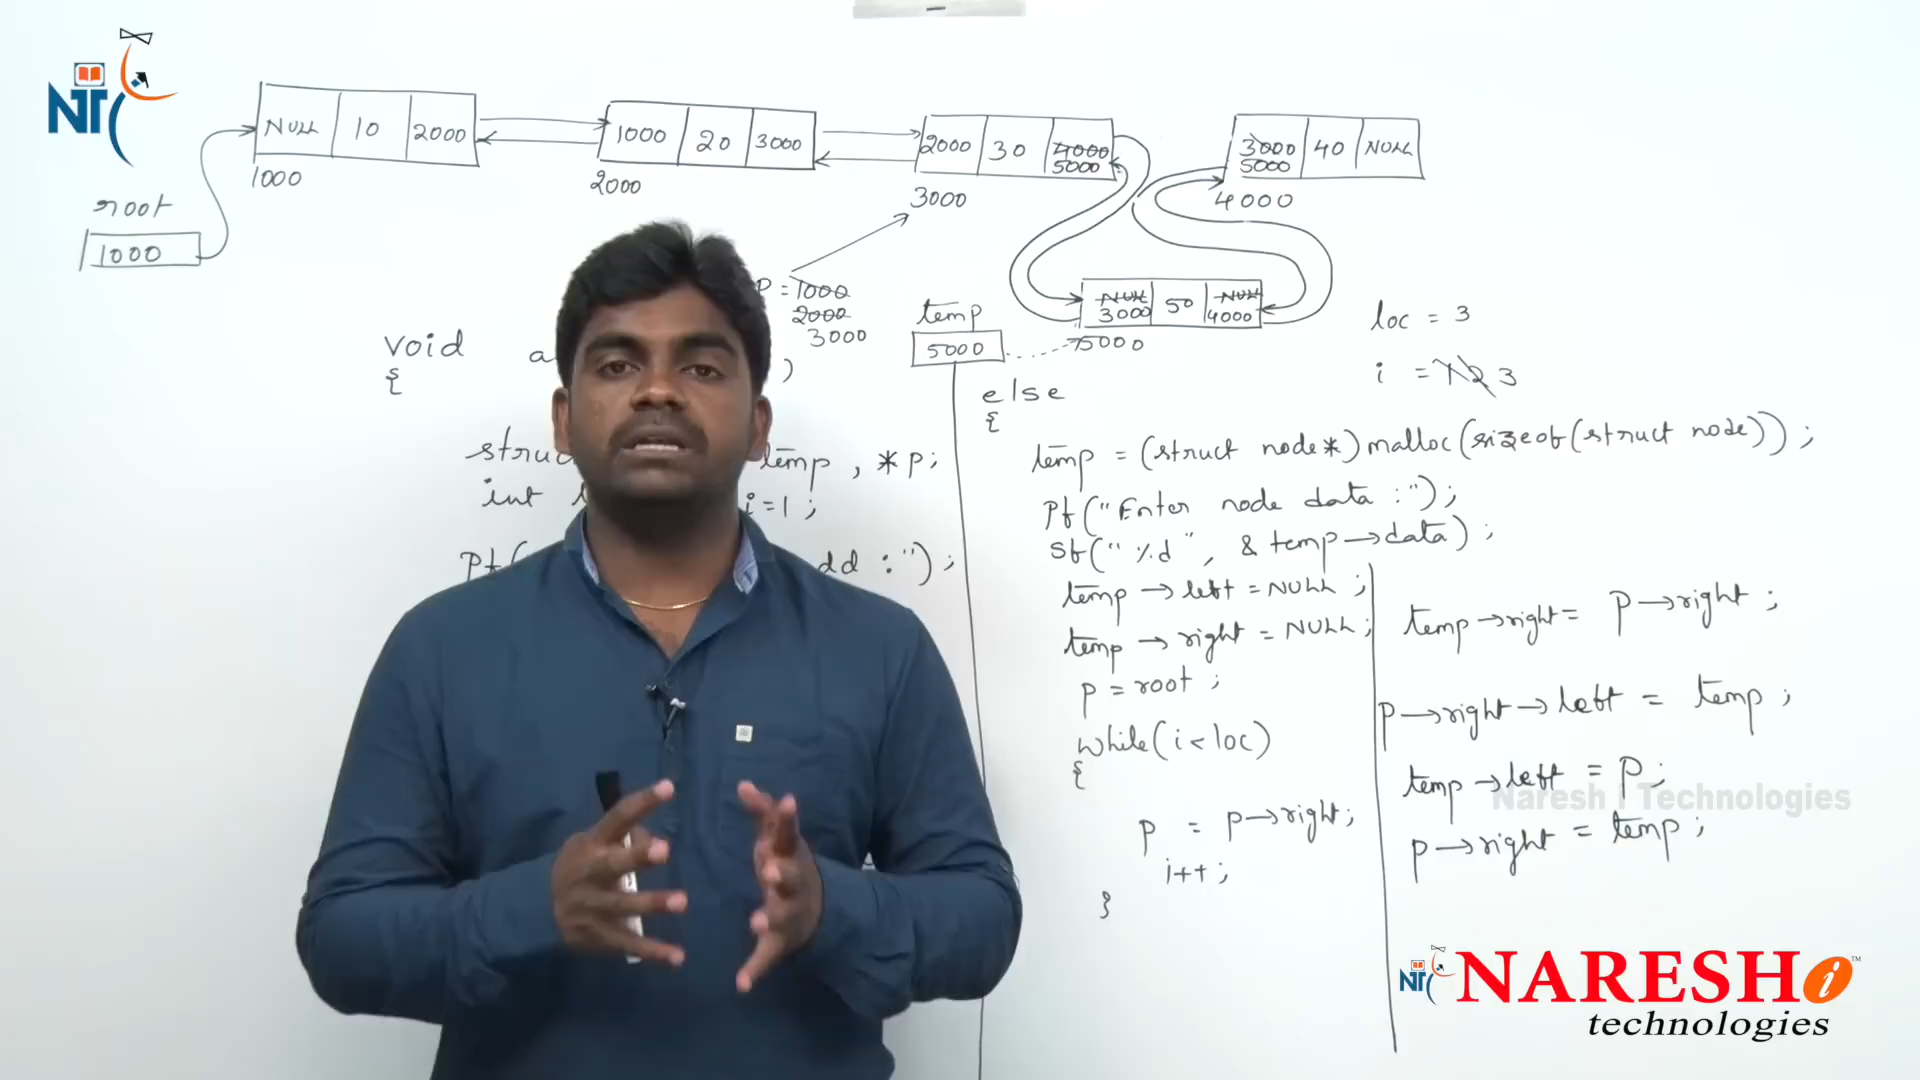 NTC
NULL 10 2000
1000
1000 20 3000
2000
2000 30 4000
5000
3000
3000 40 NULL
5000
4000
root
1000
P = 1000
2000
3000
temp
5000
NULL 50 NULL
3000 4000
5000
loc = 3
i = 1 2 3
void
)
{
temp , *p;
int
i=1 ;
Pf(
dd :");
else
{
temp = (struct node*) malloc(sizeof(struct node)) ;
Pf("Enter node data :");
Sf("%d", & temp→data) ;
temp → left = NULL ;
temp → right = NULL ;
p = root ;
while(i < loc)
{
p = p→right;
i++ ;
}
temp→right = P→right ;
P→right→left = temp ;
temp→left = P ;
P→right = temp ;
Naresh i Technologies
NTC
NARESH i ™
technologies